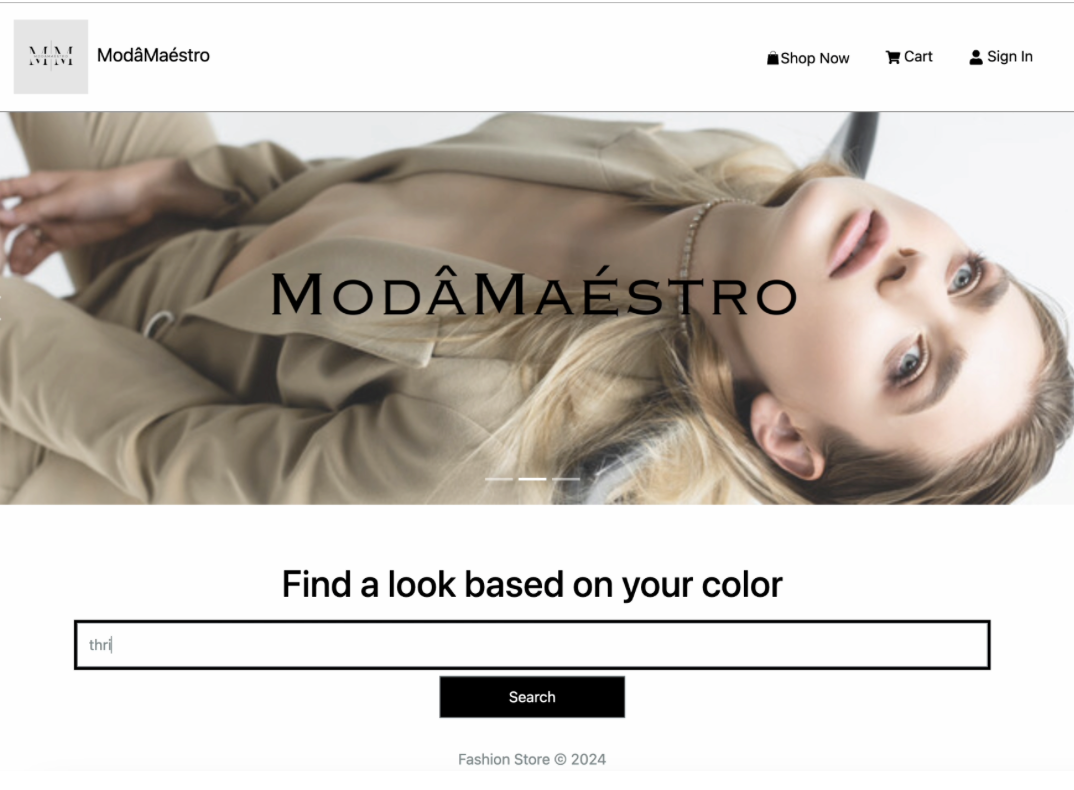 MM
ModâMaéstro
Shop Now
Cart
Sign In
MODÂMAÉSTRO
Find a look based on your color
thri
Search
Fashion Store © 2024